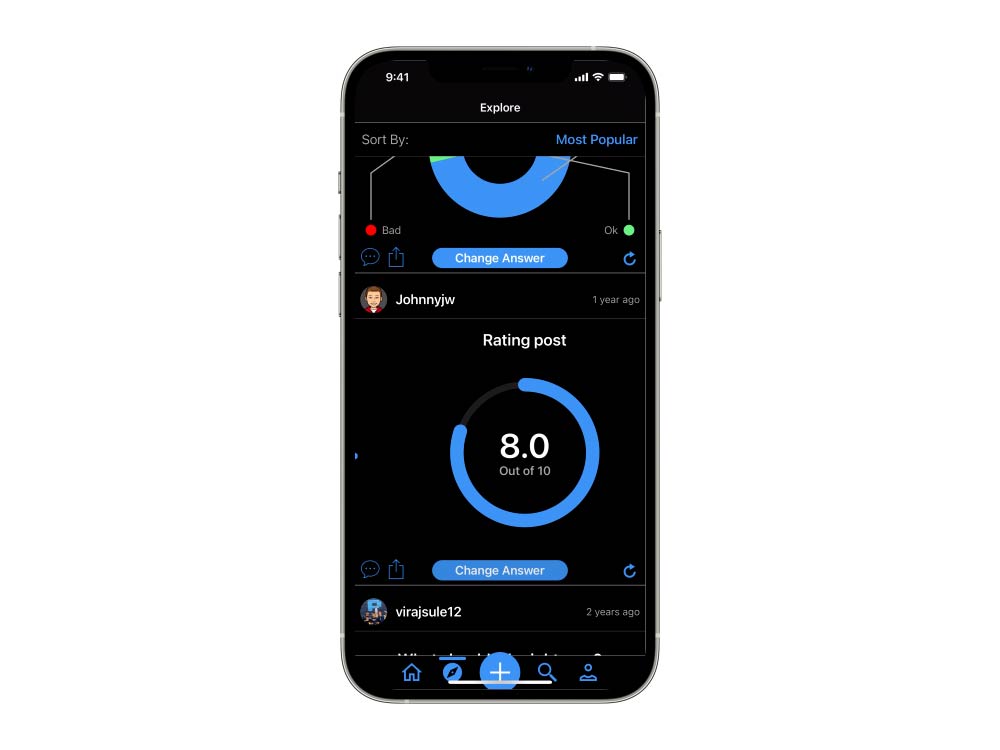 9:41
Explore
Sort By: Most Popular
Bad Ok
Change Answer
Johnnyjw 1 year ago
Rating post
8.0
Out of 10
Change Answer
virajsule12 2 years ago